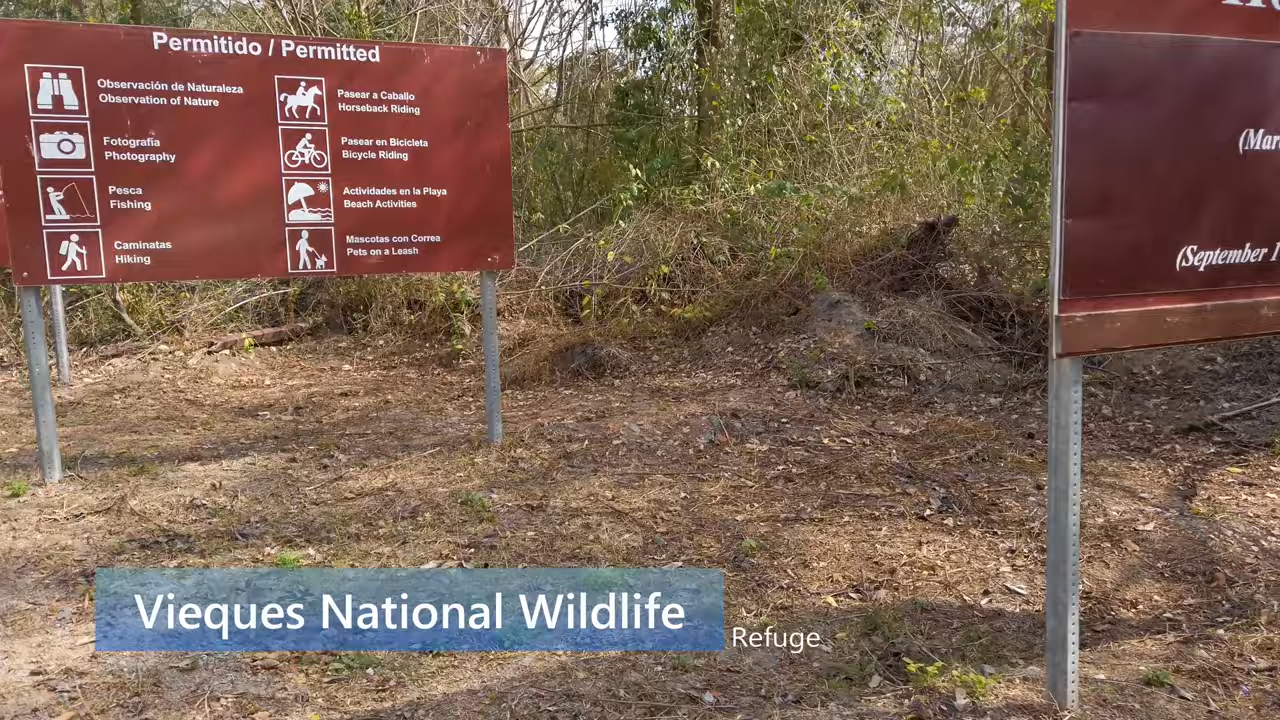 Permitido / Permitted
Observación de Naturaleza
Observation of Nature
Fotografía
Photography
Pesca
Fishing
Caminatas
Hiking
Pasear a Caballo
Horseback Riding
Pasear en Bicicleta
Bicycle Riding
Actividades en la Playa
Beach Activities
Mascotas con Correa
Pets on a Leash
(September 1
Vieques National Wildlife
Refuge